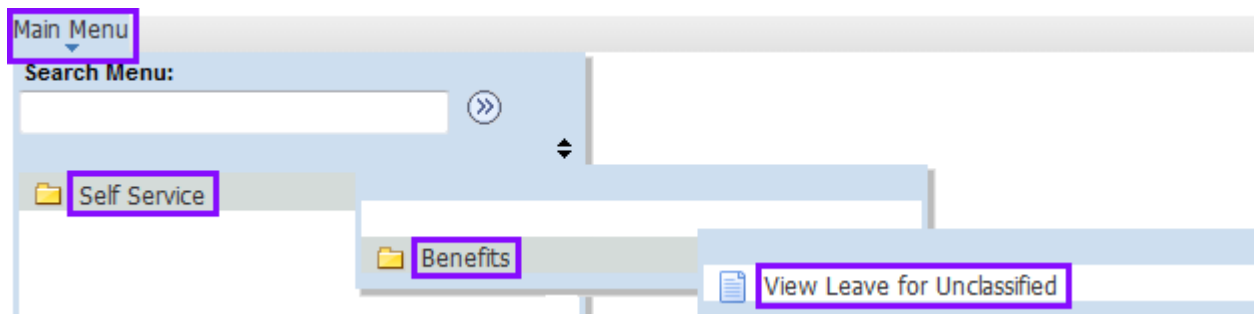 Main Menu
Search Menu:
Self Service
Benefits
View Leave for Unclassified